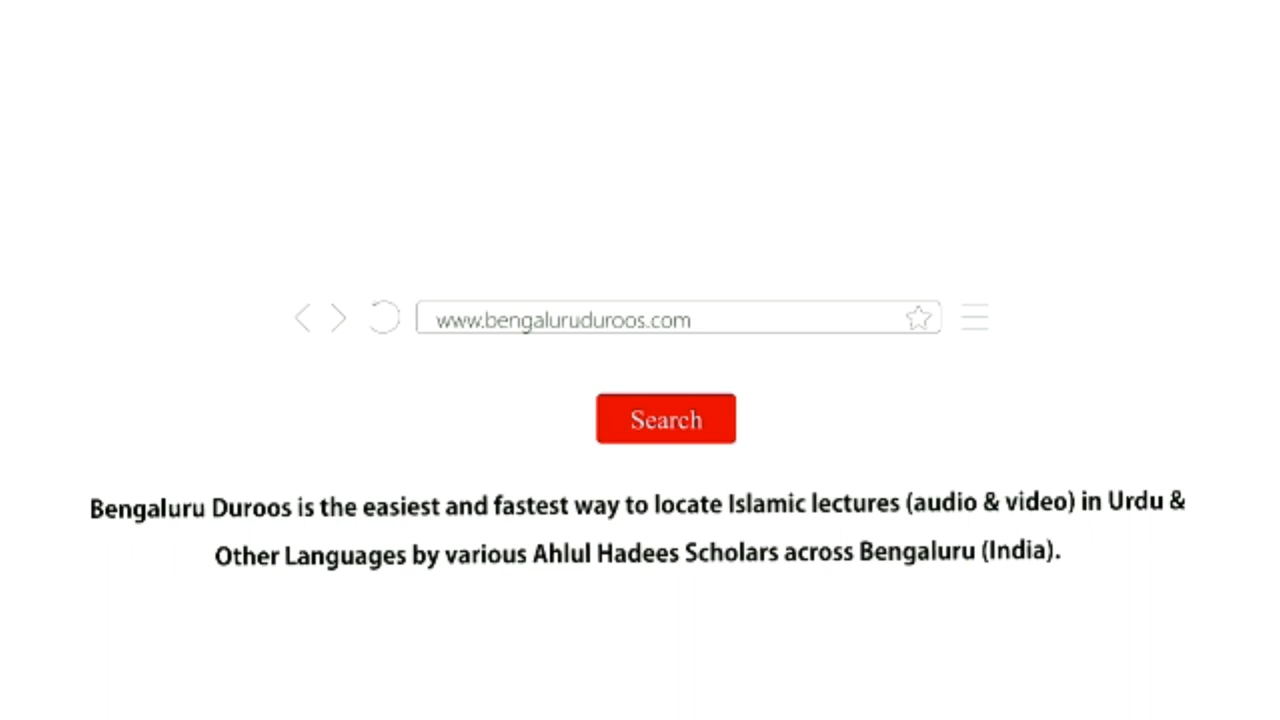 www.bengaluruduroos.com
Search
Bengaluru Duroos is the easiest and fastest way to locate Islamic lectures (audio & video) in Urdu &
Other Languages by various Ahlul Hadees Scholars across Bengaluru (India).